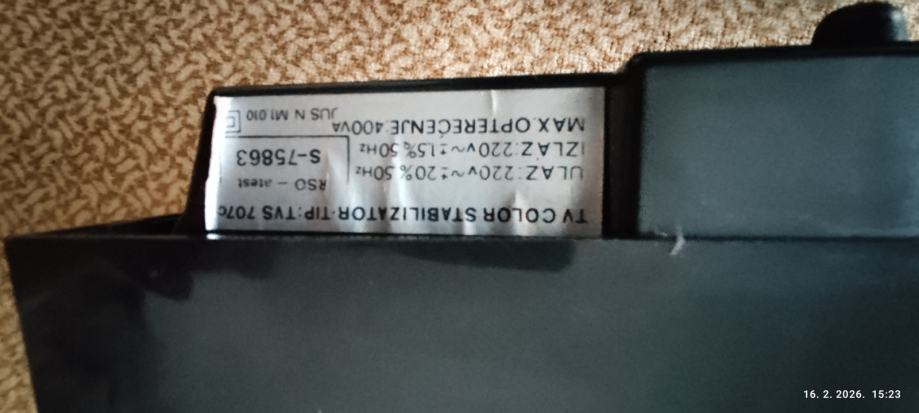 TV COLOR STABILIZATOR·TIP:TVS 707c
ULAZ:220V~±20% 50Hz
IZLAZ:220V~±1,5% 50Hz
MAX.OPTEREĆENJE:400VA
RSO – atest
S-75863
JUS N M1.010
16. 2. 2026. 15:23